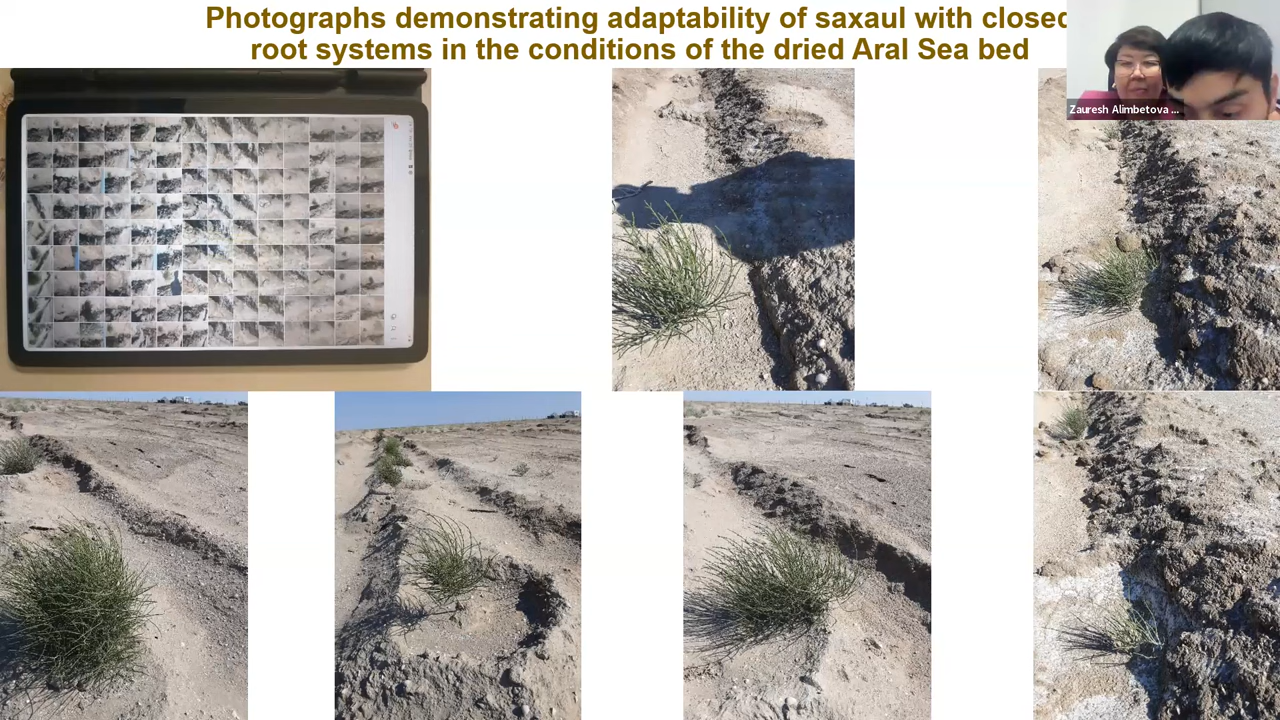 Photographs demonstrating adaptability of saxaul with closed
root systems in the conditions of the dried Aral Sea bed
Zauresh Alimbetova ...